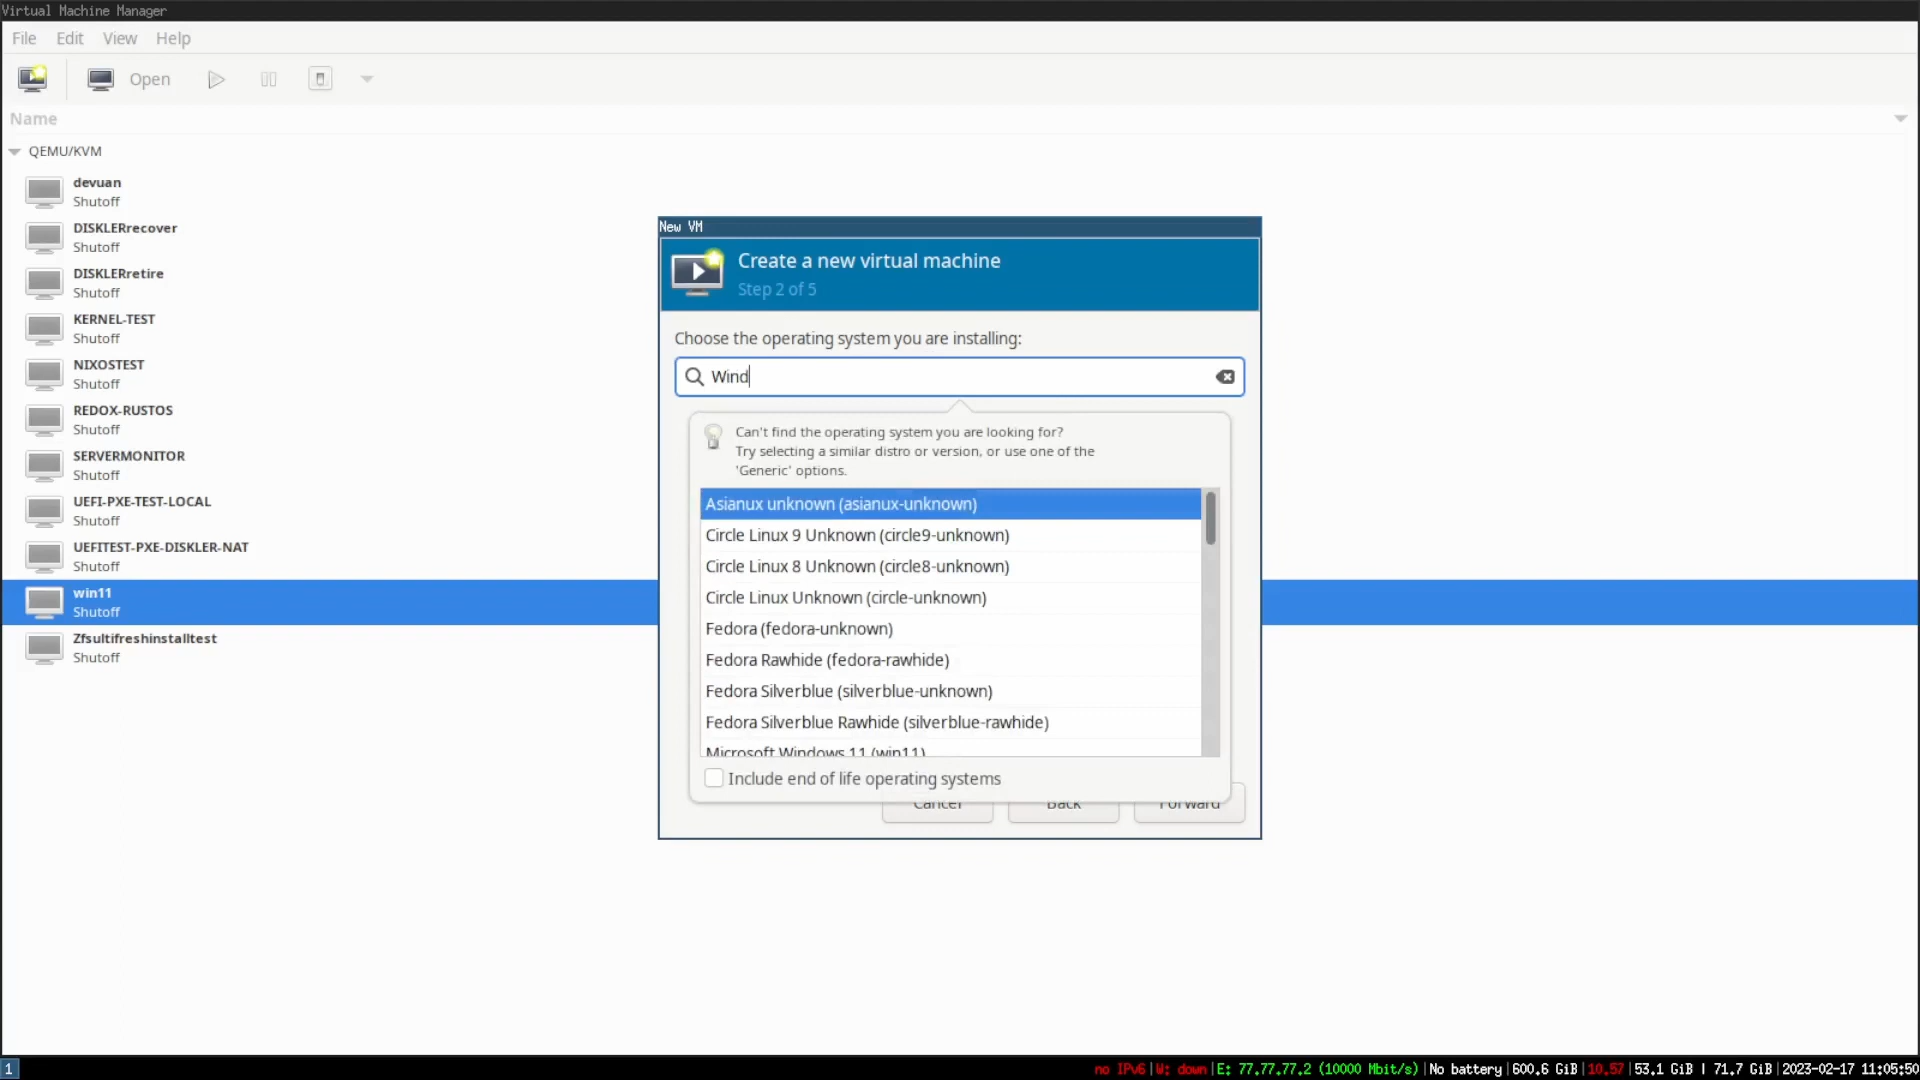 Virtual Machine Manager
File Edit View Help
Open
Name
QEMU/KVM
devuan
Shutoff
DISKLERrecover
Shutoff
DISKLERretire
Shutoff
KERNEL-TEST
Shutoff
NIXOSTEST
Shutoff
REDOX-RUSTOS
Shutoff
SERVERMONITOR
Shutoff
UEFI-PXE-TEST-LOCAL
Shutoff
UEFITEST-PXE-DISKLER-NAT
Shutoff
win11
Shutoff
Zfsultifreshinstalltest
Shutoff
New VM
Create a new virtual machine
Step 2 of 5
Choose the operating system you are installing:
Wind
Can't find the operating system you are looking for?
Try selecting a similar distro or version, or use one of the
'Generic' options.
Asianux unknown (asianux-unknown)
Circle Linux 9 Unknown (circle9-unknown)
Circle Linux 8 Unknown (circle8-unknown)
Circle Linux Unknown (circle-unknown)
Fedora (fedora-unknown)
Fedora Rawhide (fedora-rawhide)
Fedora Silverblue (silverblue-unknown)
Fedora Silverblue Rawhide (silverblue-rawhide)
Microsoft Windows 11 (win11)
Include end of life operating systems
Cancel Back Forward
1 no IPv6|W: down|E: 77.77.77.2 (10000 Mbit/s)|No battery|600.6 GiB|10.57|53.1 GiB | 71.7 GiB|2023-02-17 11:05:50